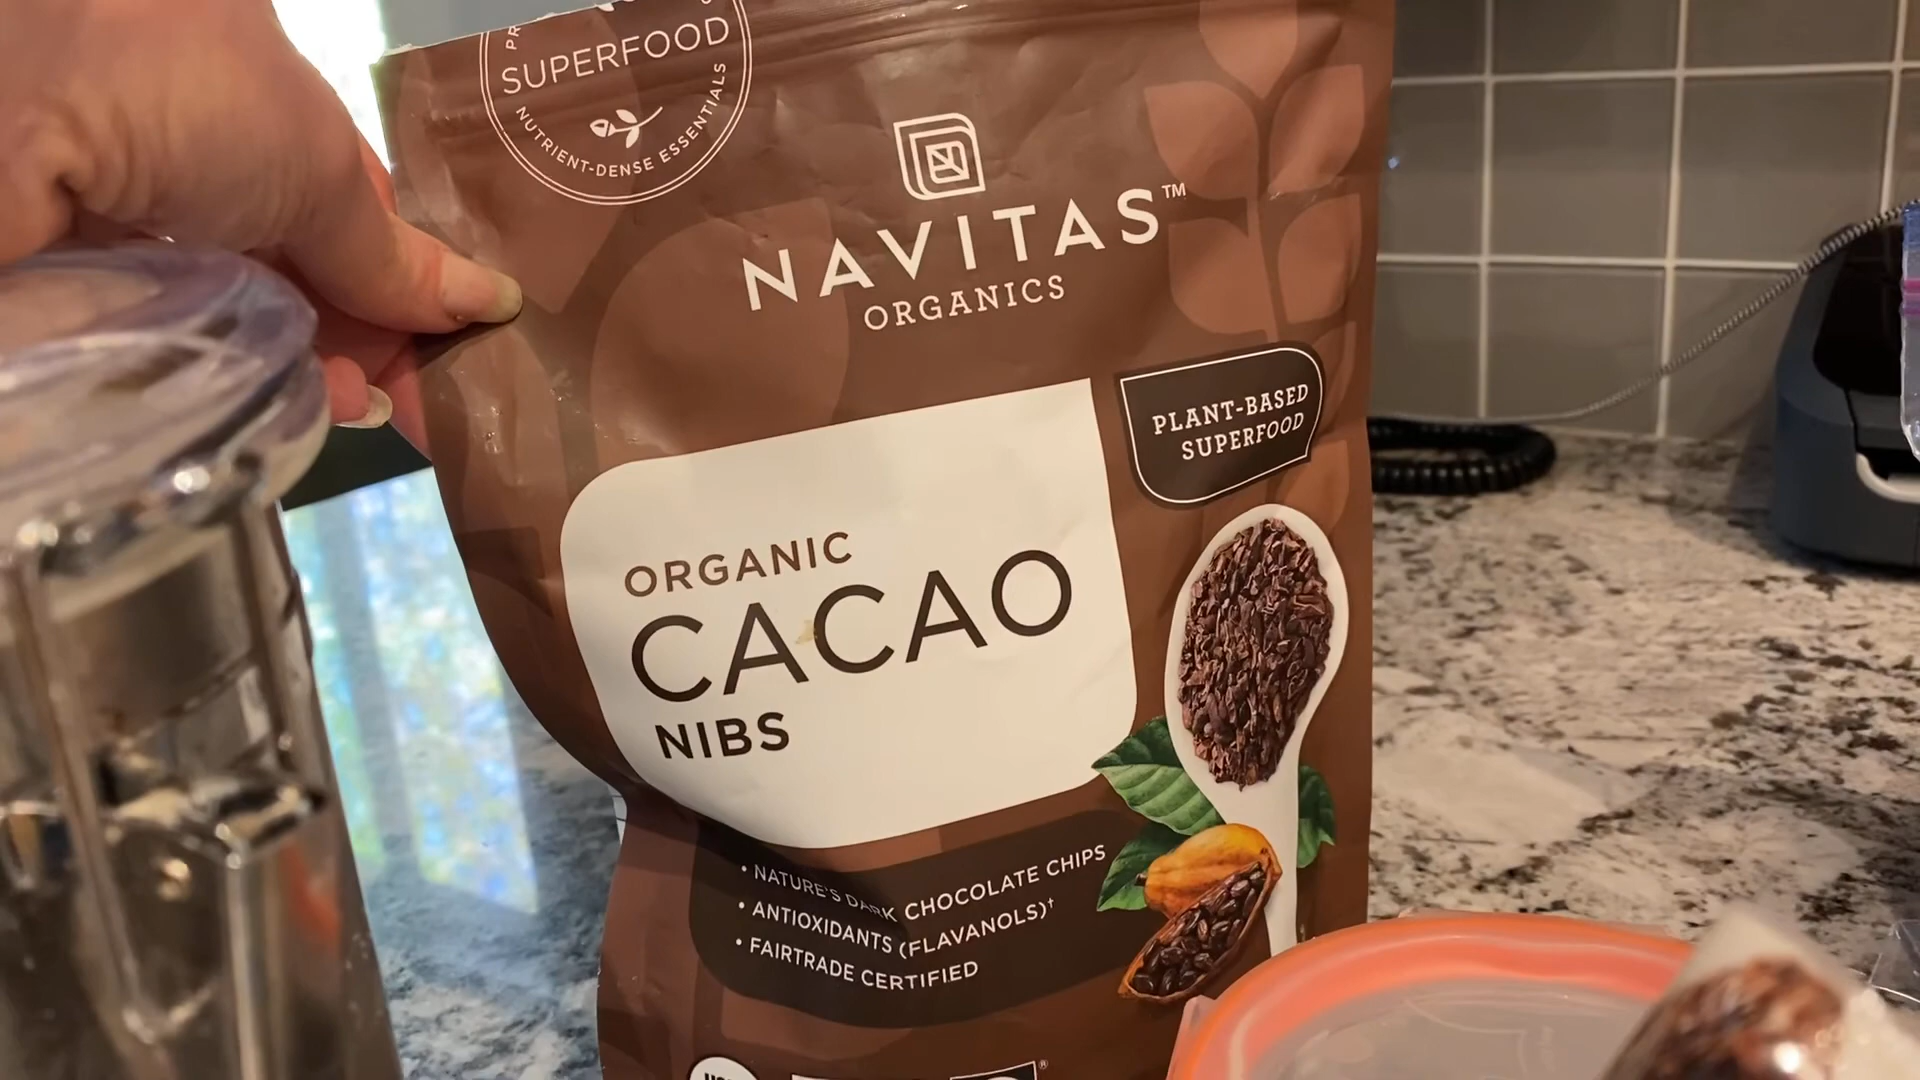 SUPERFOOD
NUTRIENT-DENSE ESSENTIALS
NAVITAS™
ORGANICS
PLANT-BASED
SUPERFOOD
ORGANIC
CACAO
NIBS
• NATURE'S DARK CHOCOLATE CHIPS
• ANTIOXIDANTS (FLAVANOLS)†
• FAIRTRADE CERTIFIED
®